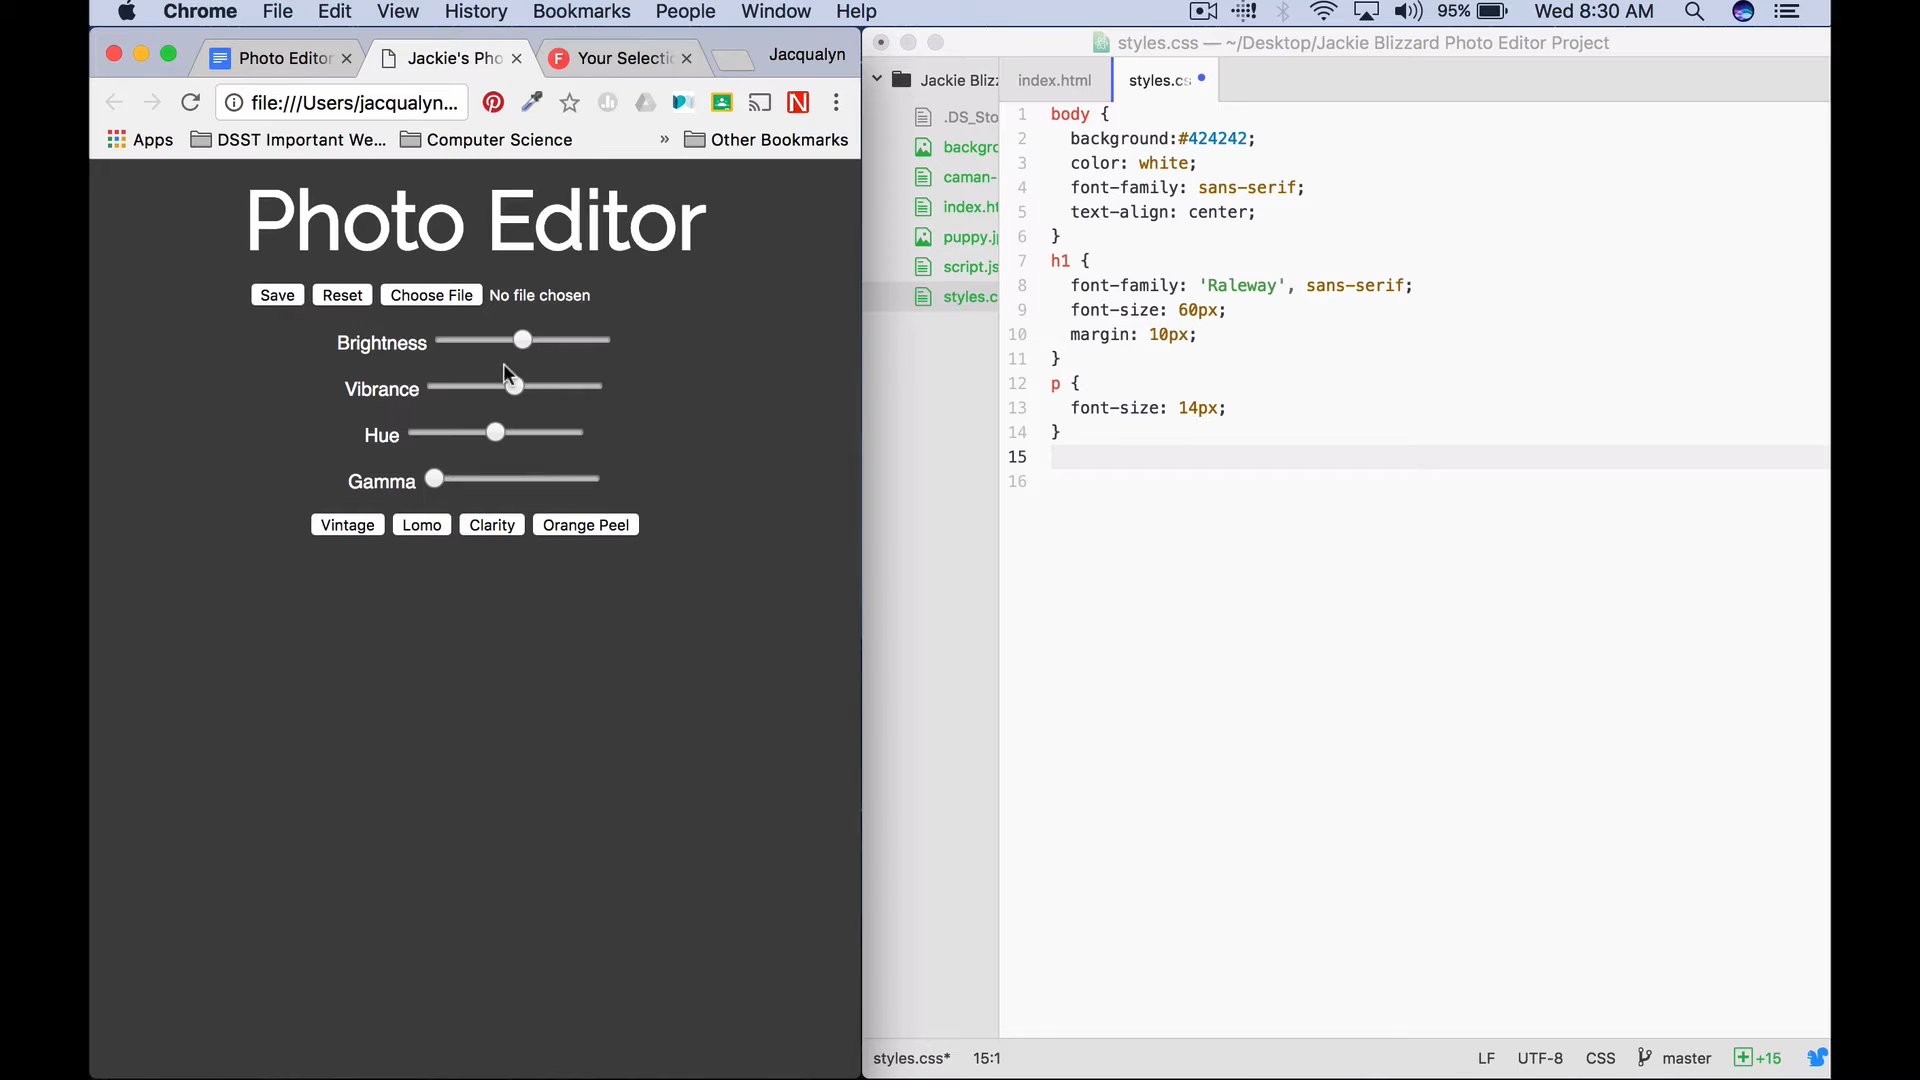 Chrome File Edit View History Bookmarks People Window Help 95% Wed 8:30 AM
Photo Editor Jackie's Pho Your Selectio Jacqualyn
file:///Users/jacqualyn...
Apps DSST Important We... Computer Science » Other Bookmarks
Photo Editor
Save Reset Choose File No file chosen
Brightness
Vibrance
Hue
Gamma
Vintage Lomo Clarity Orange Peel
styles.css — ~/Desktop/Jackie Blizzard Photo Editor Project
Jackie Bliz
.DS_Sto
backgro
caman-
index.ht
puppy.j
script.js
styles.c
index.html styles.cs
1 body {
2 background:#424242;
3 color: white;
4 font-family: sans-serif;
5 text-align: center;
6 }
7 h1 {
8 font-family: 'Raleway', sans-serif;
9 font-size: 60px;
10 margin: 10px;
11 }
12 p {
13 font-size: 14px;
14 }
15
16
styles.css* 15:1 LF UTF-8 CSS master +15